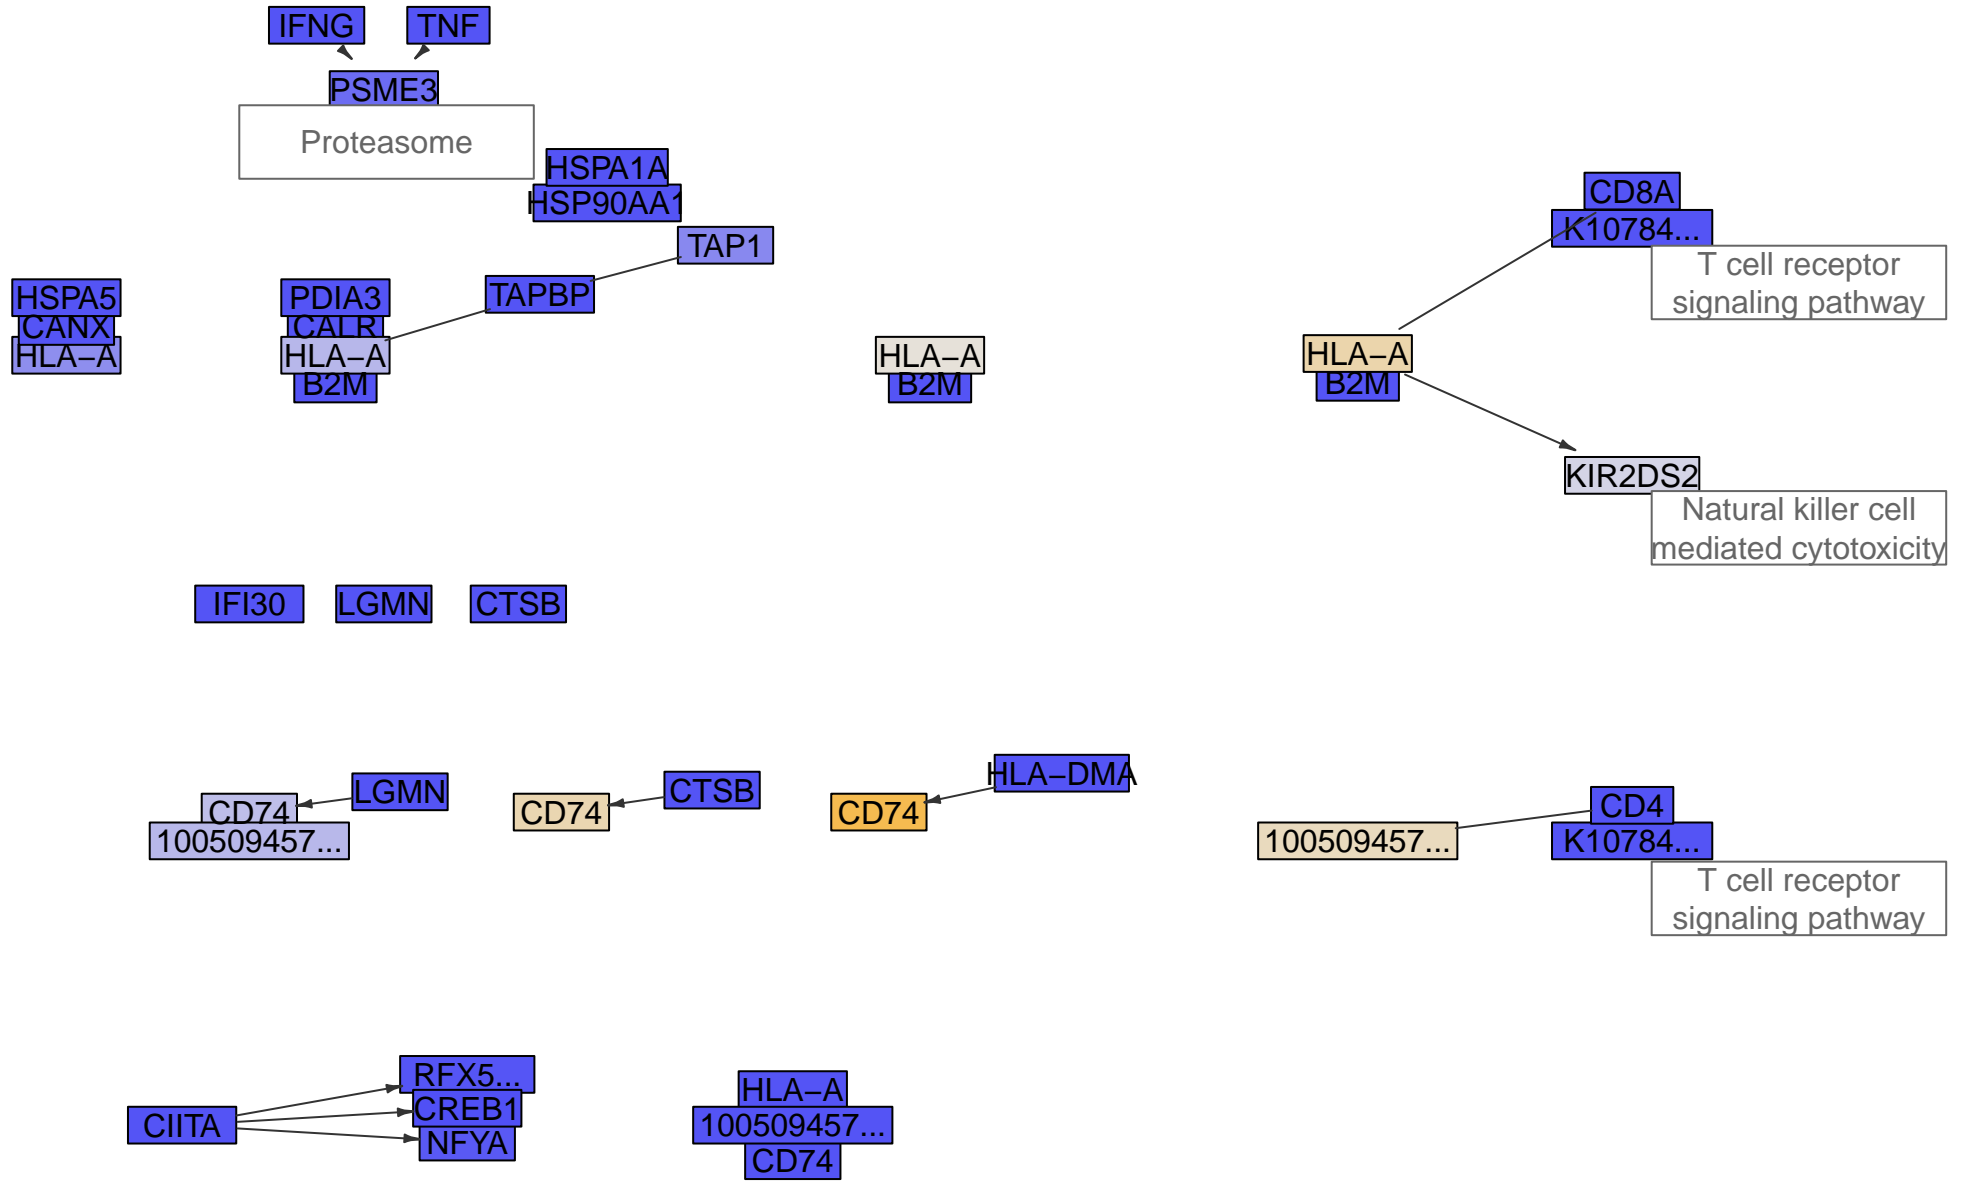 IFNG
TNF
PSME3
Proteasome
HSPA1A
HSP90AA1
TAP1
CD8A
K10784...
T cell receptor
signaling pathway
HSPA5
CANX
HLA−A
PDIA3
CALR
HLA−A
B2M
TAPBP
HLA−A
B2M
HLA−A
B2M
KIR2DS2
Natural killer cell
mediated cytotoxicity
IFI30
LGMN
CTSB
CD74
100509457...
LGMN
CD74
CTSB
CD74
HLA−DMA
100509457...
CD4
K10784...
T cell receptor
signaling pathway
CIITA
RFX5...
CREB1
NFYA
HLA−A
100509457...
CD74